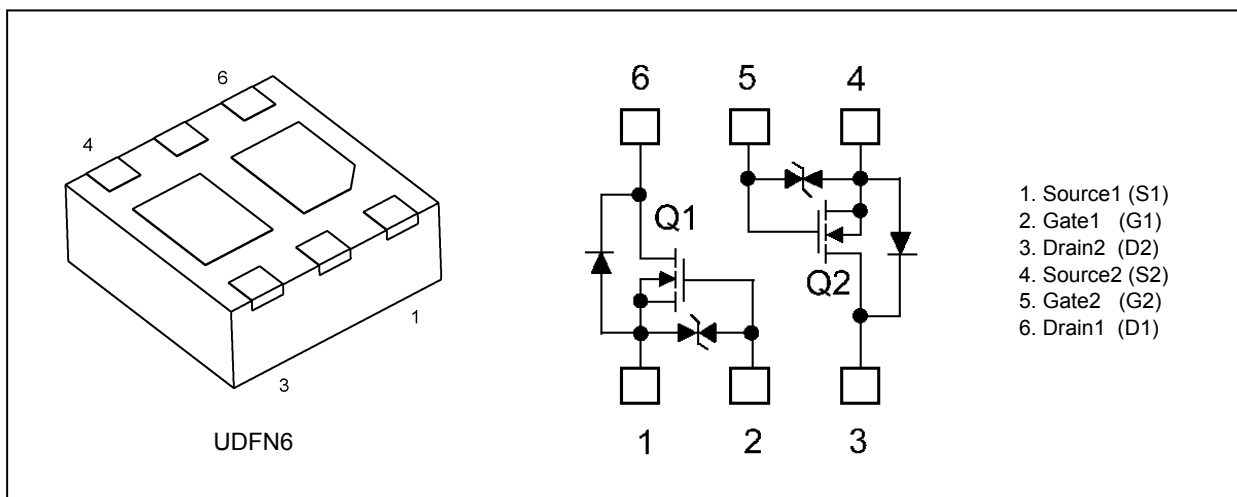 6
4
1
3
UDFN6
6 5 4
Q1
Q2
1 2 3
1. Source1 (S1)
2. Gate1 (G1)
3. Drain2 (D2)
4. Source2 (S2)
5. Gate2 (G2)
6. Drain1 (D1)